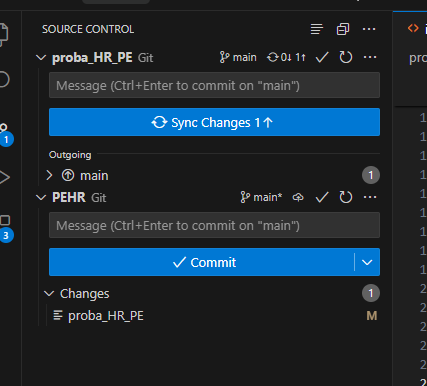 SOURCE CONTROL
proba_HR_PE Git main 0↓ 1↑
Message (Ctrl+Enter to commit on "main")
Sync Changes 1↑
Outgoing
main 1
PEHR Git main*
Message (Ctrl+Enter to commit on "main")
Commit
Changes 1
proba_HR_PE M
1
3